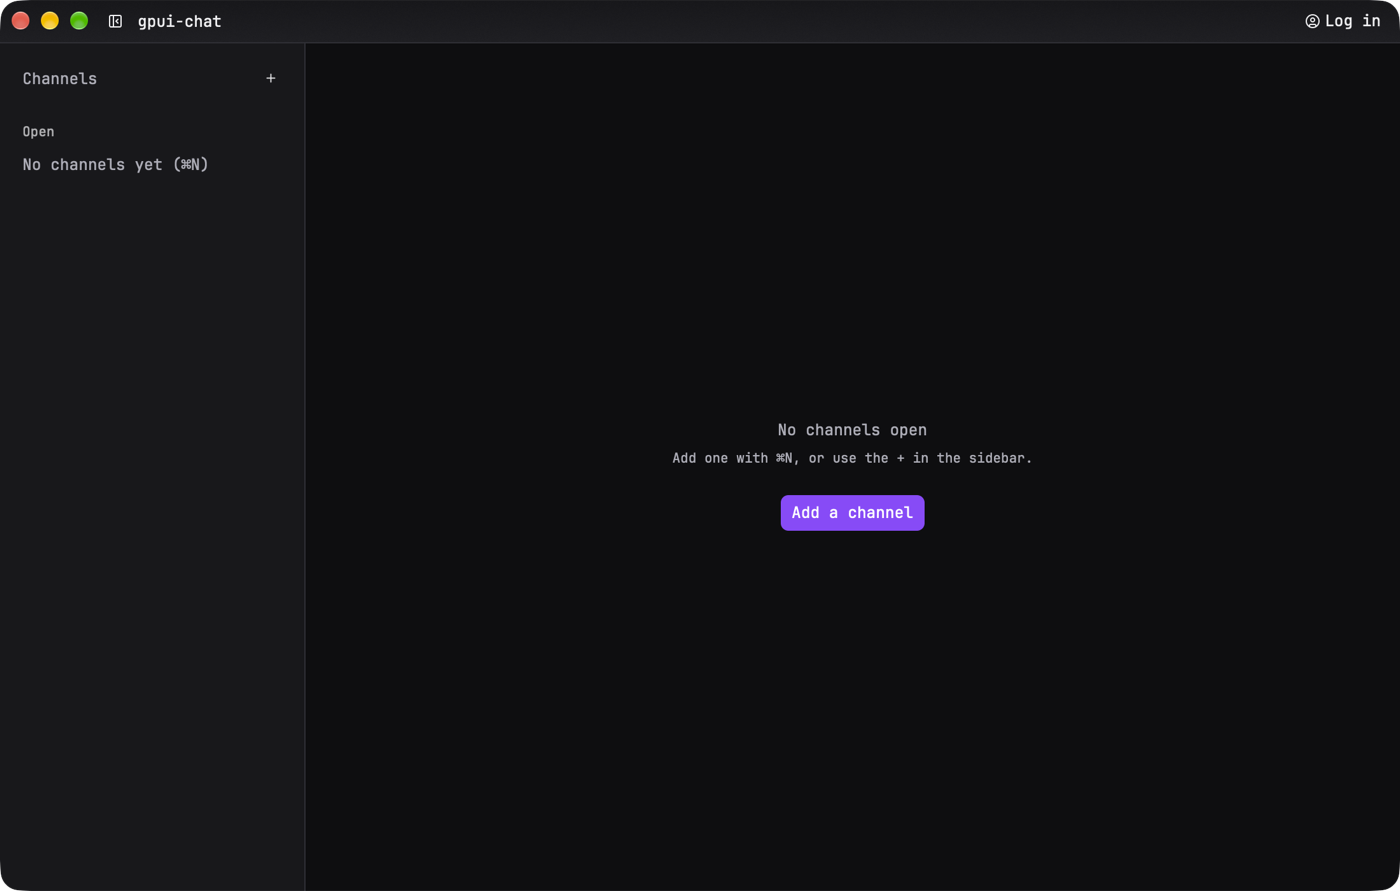 gpui-chat
Log in
Channels
+
Open
No channels yet (⌘N)
No channels open
Add one with ⌘N, or use the + in the sidebar.
Add a channel